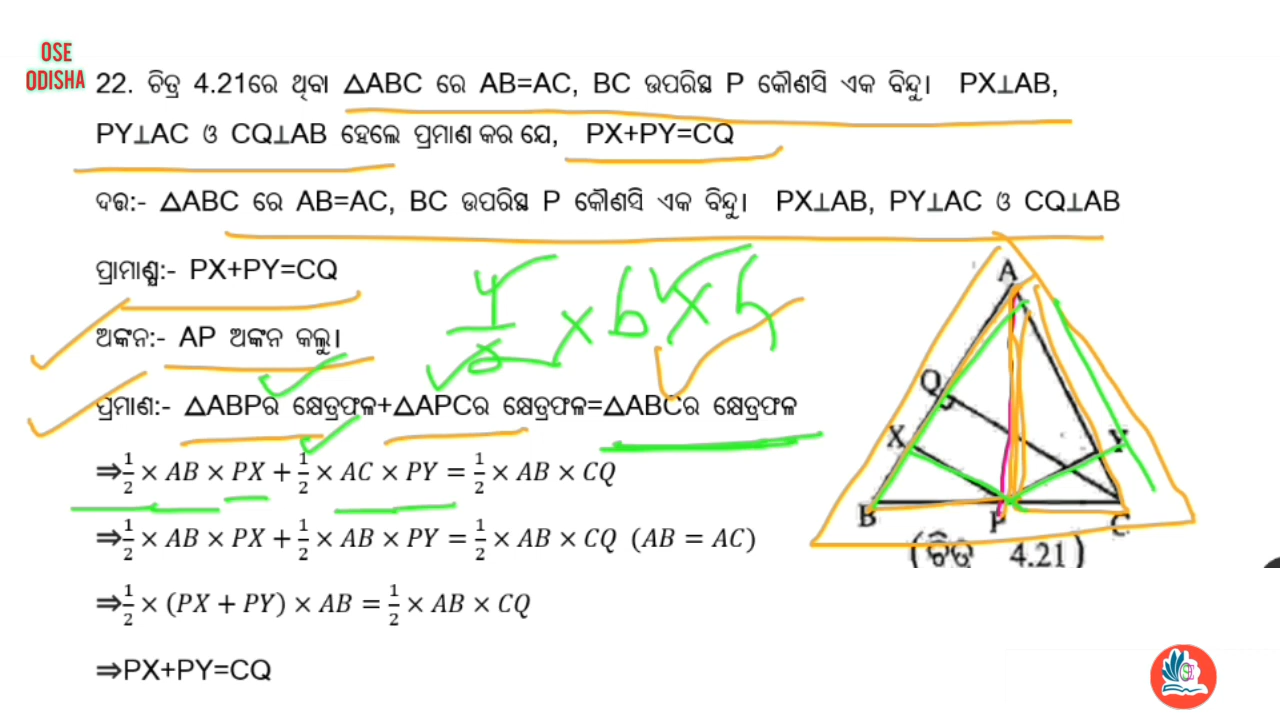 OSE
ODISHA
22. ଚିତ୍ର 4.21ରେ ଥିବା △ABC ରେ AB=AC, BC ଉପରିସ୍ଥ P କୌଣସି ଏକ ବିନ୍ଦୁ। PX⊥AB,
PY⊥AC ଓ CQ⊥AB ହେଲେ ପ୍ରମାଣ କର ଯେ, PX+PY=CQ
ଦତ୍ତ:- △ABC ରେ AB=AC, BC ଉପରିସ୍ଥ P କୌଣସି ଏକ ବିନ୍ଦୁ। PX⊥AB, PY⊥AC ଓ CQ⊥AB
ପ୍ରାମାଣ୍ଯ:- PX+PY=CQ
ଅଙ୍କନ:- AP ଅଙ୍କନ କଲୁ।
ପ୍ରମାଣ:- △ABPର କ୍ଷେତ୍ରଫଳ+△APCର କ୍ଷେତ୍ରଫଳ=△ABCର କ୍ଷେତ୍ରଫଳ
⇒½ × AB × PX + ½ × AC × PY = ½ × AB × CQ
⇒½ × AB × PX + ½ × AB × PY = ½ × AB × CQ (AB = AC)
⇒½ × (PX + PY) × AB = ½ × AB × CQ
⇒PX+PY=CQ
½ × b × h
A
Q
X Y
B P C
(ଚିତ୍ର 4.21)